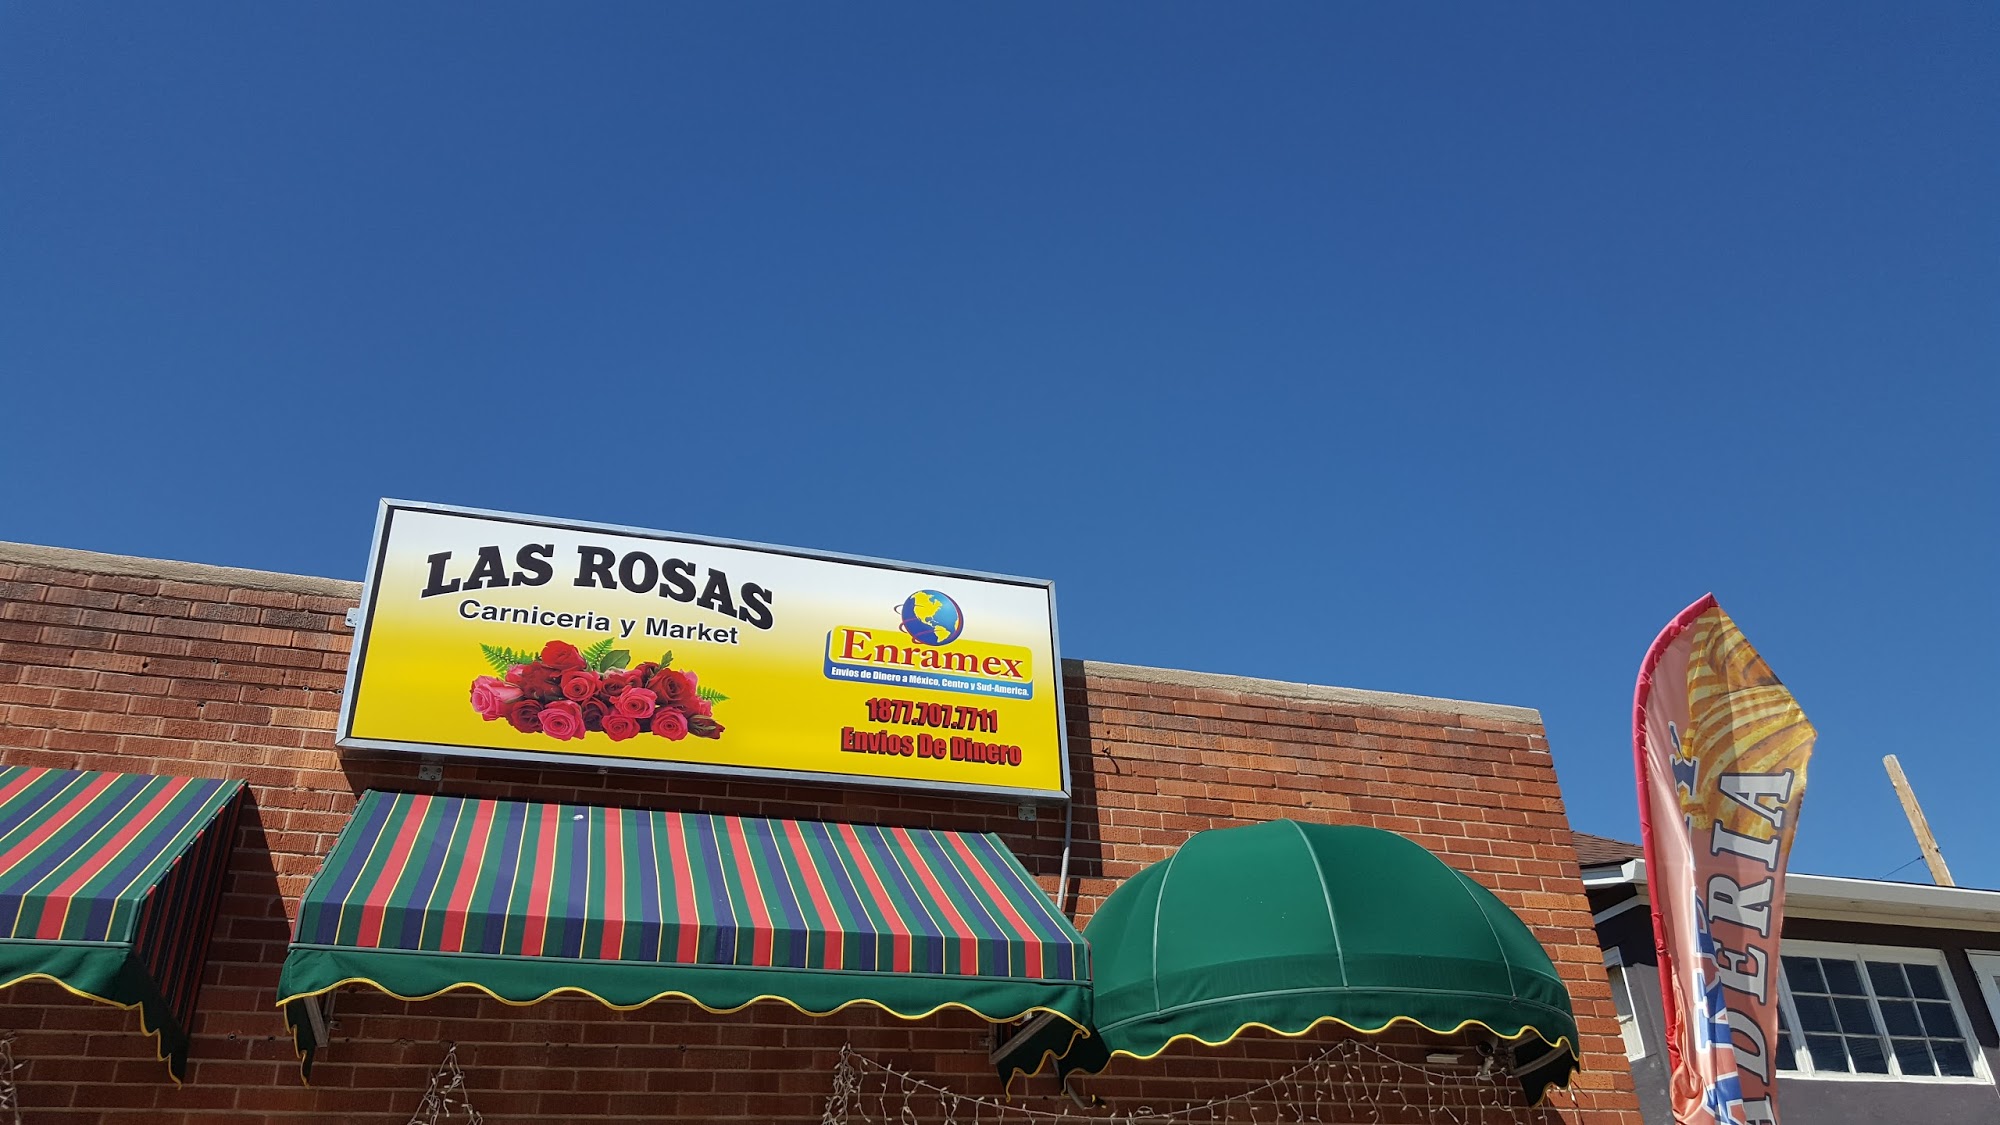 LAS ROSAS
Carniceria y Market
Enramex
Envios de Dinero a México, Centro y Sud-America.
1877.707.7711
Envios De Dinero